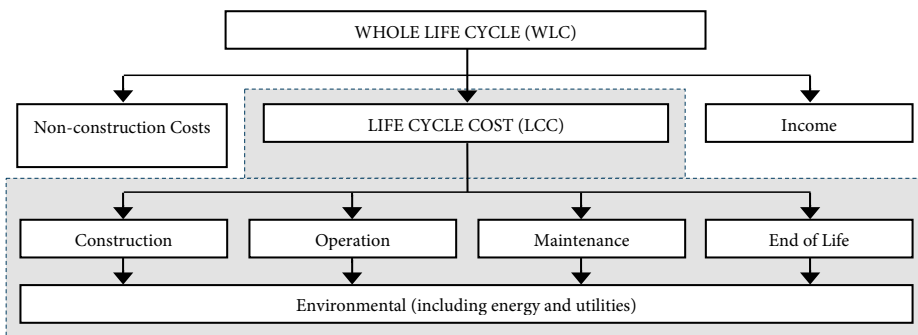 WHOLE LIFE CYCLE (WLC)
Non-construction Costs
LIFE CYCLE COST (LCC)
Income
Construction
Operation
Maintenance
End of Life
Environmental (including energy and utilities)